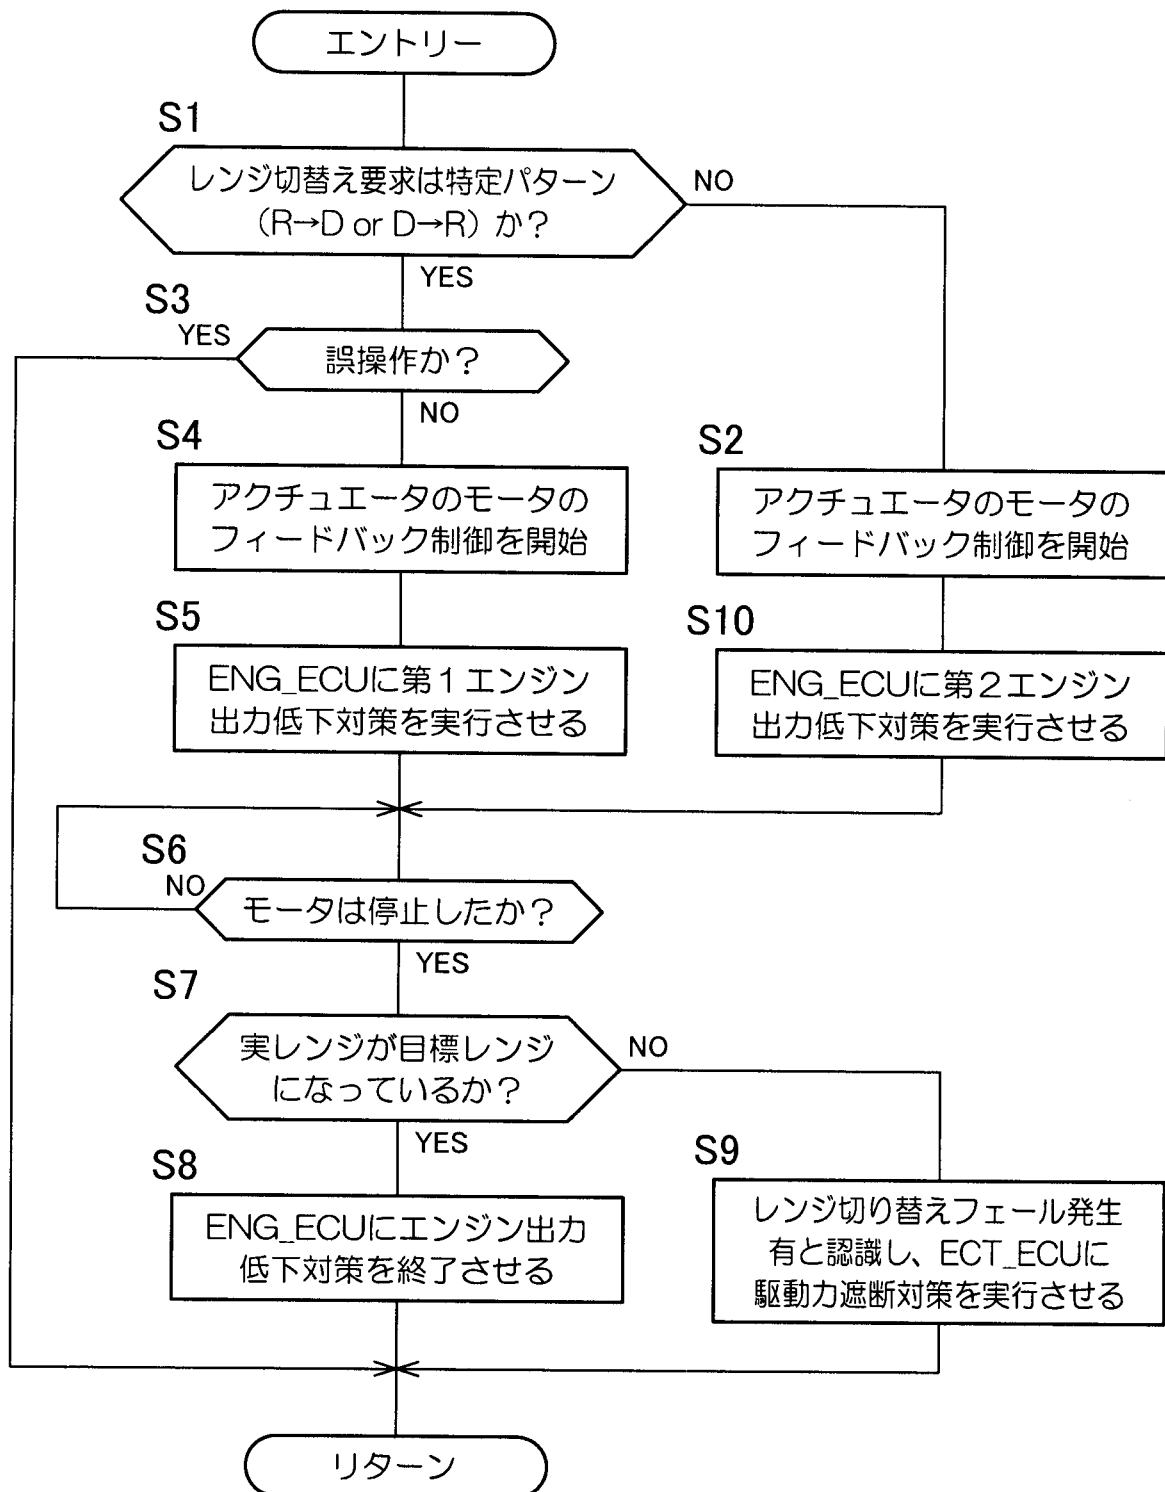 エントリー
S1
レンジ切替え要求は特定パターン
(R→D or D→R) か?
NO
YES
S3
YES
誤操作か?
NO
S4
アクチュエータのモータの
フィードバック制御を開始
S2
アクチュエータのモータの
フィードバック制御を開始
S5
ENG_ECUに第1エンジン
出力低下対策を実行させる
S10
ENG_ECUに第2エンジン
出力低下対策を実行させる
S6
NO
モータは停止したか?
YES
S7
実レンジが目標レンジ
になっているか?
NO
YES
S8
ENG_ECUにエンジン出力
低下対策を終了させる
S9
レンジ切り替えフェール発生
有と認識し、ECT_ECUに
駆動力遮断対策を実行させる
リターン